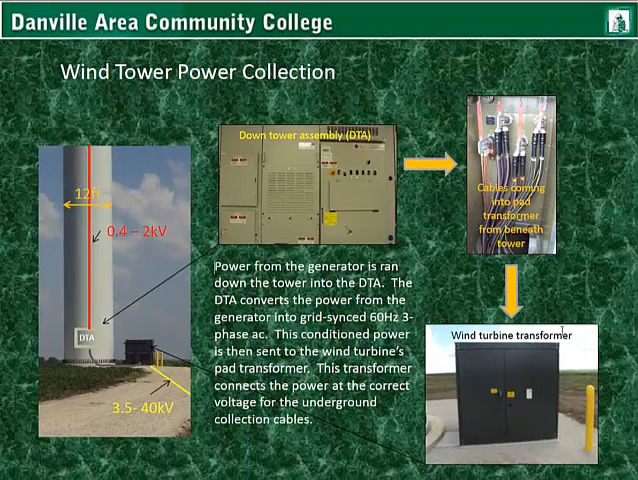 Danville Area Community College
Wind Tower Power Collection
12ft
0.4 – 2kV
DTA
3.5- 40kV
Down tower assembly (DTA)
Power from the generator is ran
down the tower into the DTA. The
DTA converts the power from the
generator into grid-synced 60Hz 3-
phase ac. This conditioned power
is then sent to the wind turbine's
pad transformer. This transformer
connects the power at the correct
voltage for the underground
collection cables.
Cables coming
into pad
transformer
from beneath
tower
Wind turbine transformer